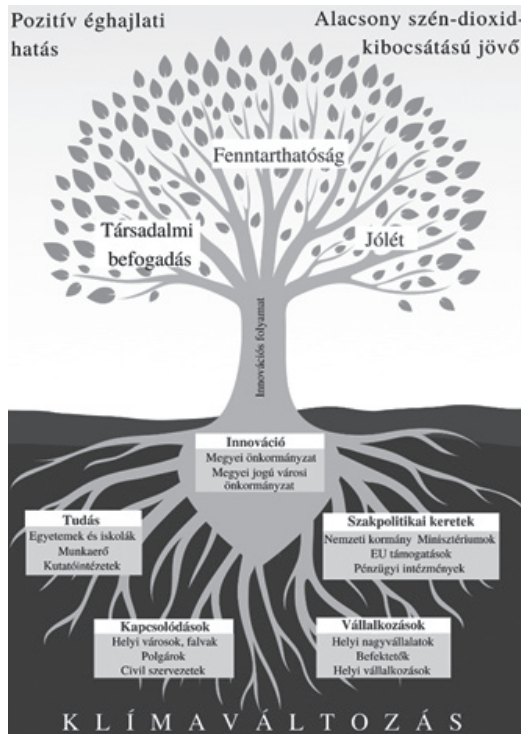 Pozitív éghajlati
hatás
Alacsony szén-dioxid-
kibocsátású jövő
Fenntarthatóság
Társadalmi
befogadás
Jólét
Innovációs folyamat
Innováció
Megyei önkormányzat
Megyei jogú városi
önkormányzat
Tudás
Egyetemek és iskolák
Munkaerő
Kutatóintézetek
Szakpolitikai keretek
Nemzeti kormány Minisztériumok
EU támogatások
Pénzügyi intézmények
Kapcsolódások
Helyi városok, falvak
Polgárok
Civil szervezetek
Vállalkozások
Helyi nagyvállalatok
Befektetők
Helyi vállalkozások
KLÍMAVÁLTOZÁS